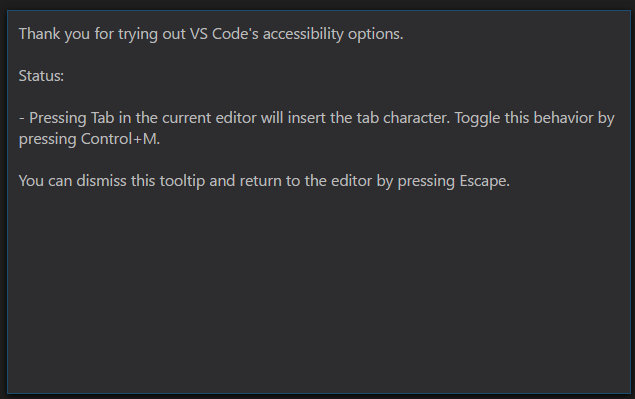 Thank you for trying out VS Code's accessibility options.
Status:
- Pressing Tab in the current editor will insert the tab character. Toggle this behavior by
pressing Control+M.
You can dismiss this tooltip and return to the editor by pressing Escape.